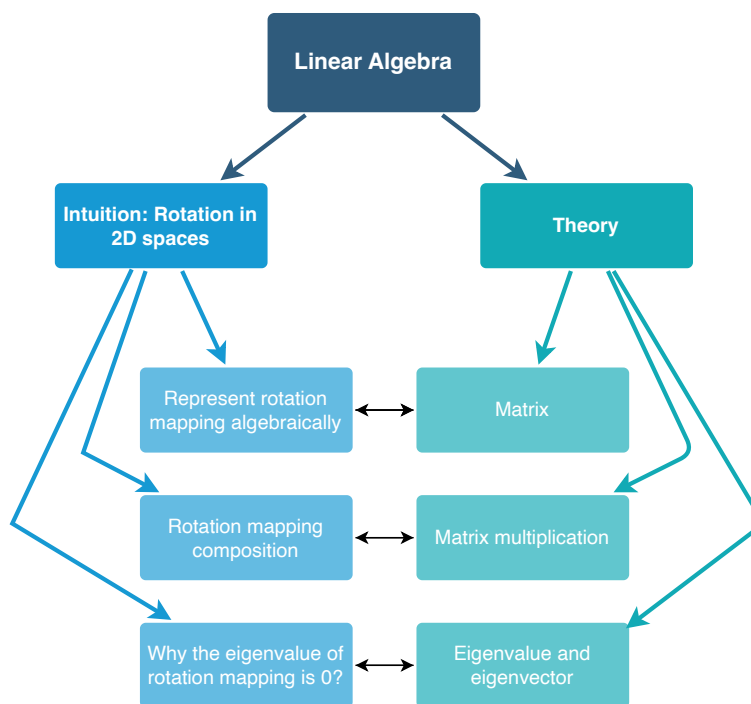 Linear Algebra
Intuition: Rotation in
2D spaces
Theory
Represent rotation
mapping algebraically
Matrix
Rotation mapping
composition
Matrix multiplication
Why the eigenvalue of
rotation mapping is 0?
Eigenvalue and
eigenvector